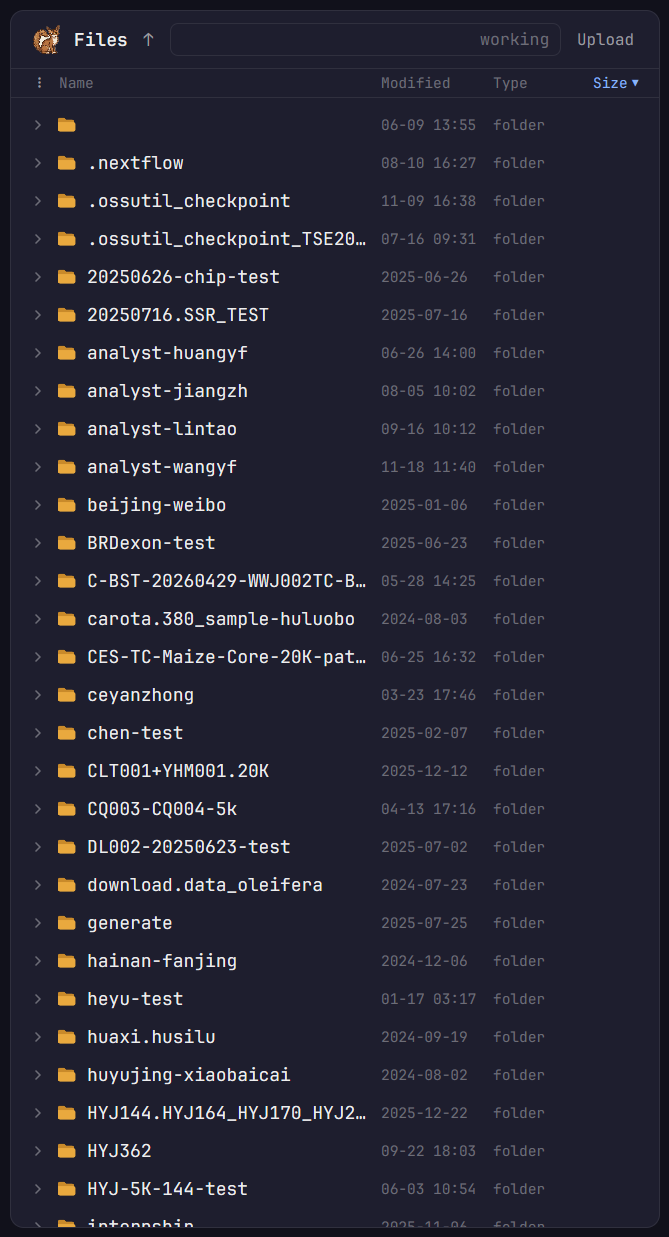 Files ↑ working Upload
Name Modified Type Size ▼
06-09 13:55 folder
.nextflow 08-10 16:27 folder
.ossutil_checkpoint 11-09 16:38 folder
.ossutil_checkpoint_TSE20… 07-16 09:31 folder
20250626-chip-test 2025-06-26 folder
20250716.SSR_TEST 2025-07-16 folder
analyst-huangyf 06-26 14:00 folder
analyst-jiangzh 08-05 10:02 folder
analyst-lintao 09-16 10:12 folder
analyst-wangyf 11-18 11:40 folder
beijing-weibo 2025-01-06 folder
BRDexon-test 2025-06-23 folder
C-BST-20260429-WWJ002TC-B… 05-28 14:25 folder
carota.380_sample-huluobo 2024-08-03 folder
CES-TC-Maize-Core-20K-pat… 06-25 16:32 folder
ceyanzhong 03-23 17:46 folder
chen-test 2025-02-07 folder
CLT001+YHM001.20K 2025-12-12 folder
CQ003-CQ004-5k 04-13 17:16 folder
DL002-20250623-test 2025-07-02 folder
download.data_oleifera 2024-07-23 folder
generate 2025-07-25 folder
hainan-fanjing 2024-12-06 folder
heyu-test 01-17 03:17 folder
huaxi.husilu 2024-09-19 folder
huyujing-xiaobaicai 2024-08-02 folder
HYJ144.HYJ164_HYJ170_HYJ2… 2025-12-22 folder
HYJ362 09-22 18:03 folder
HYJ-5K-144-test 06-03 10:54 folder
internship 2025-11-06 folder